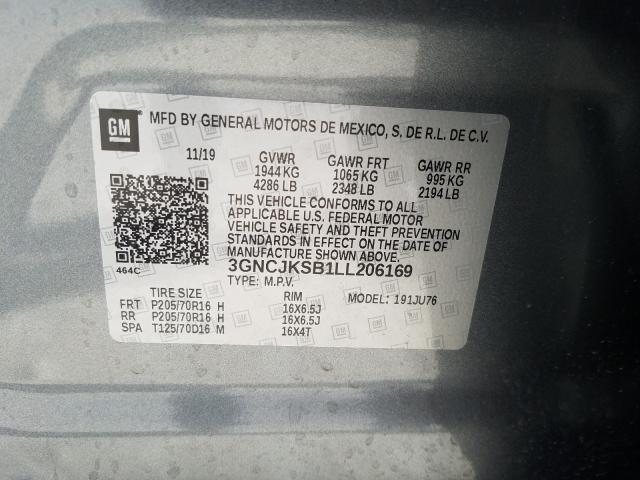 GM
MFD BY GENERAL MOTORS DE MEXICO, S. DE R.L. DE C.V.
11/19 GVWR GAWR FRT GAWR RR
1944 KG 1065 KG 995 KG
4286 LB 2348 LB 2194 LB
THIS VEHICLE CONFORMS TO ALL
APPLICABLE U.S. FEDERAL MOTOR
VEHICLE SAFETY AND THEFT PREVENTION
STANDARDS IN EFFECT ON THE DATE OF
MANUFACTURE SHOWN ABOVE.
464C
3GNCJKSB1LL206169
TYPE: M.P.V. MODEL: 191JU76
TIRE SIZE RIM
FRT P205/70R16 H 16X6.5J
RR P205/70R16 H 16X6.5J
SPA T125/70D16 M 16X4T